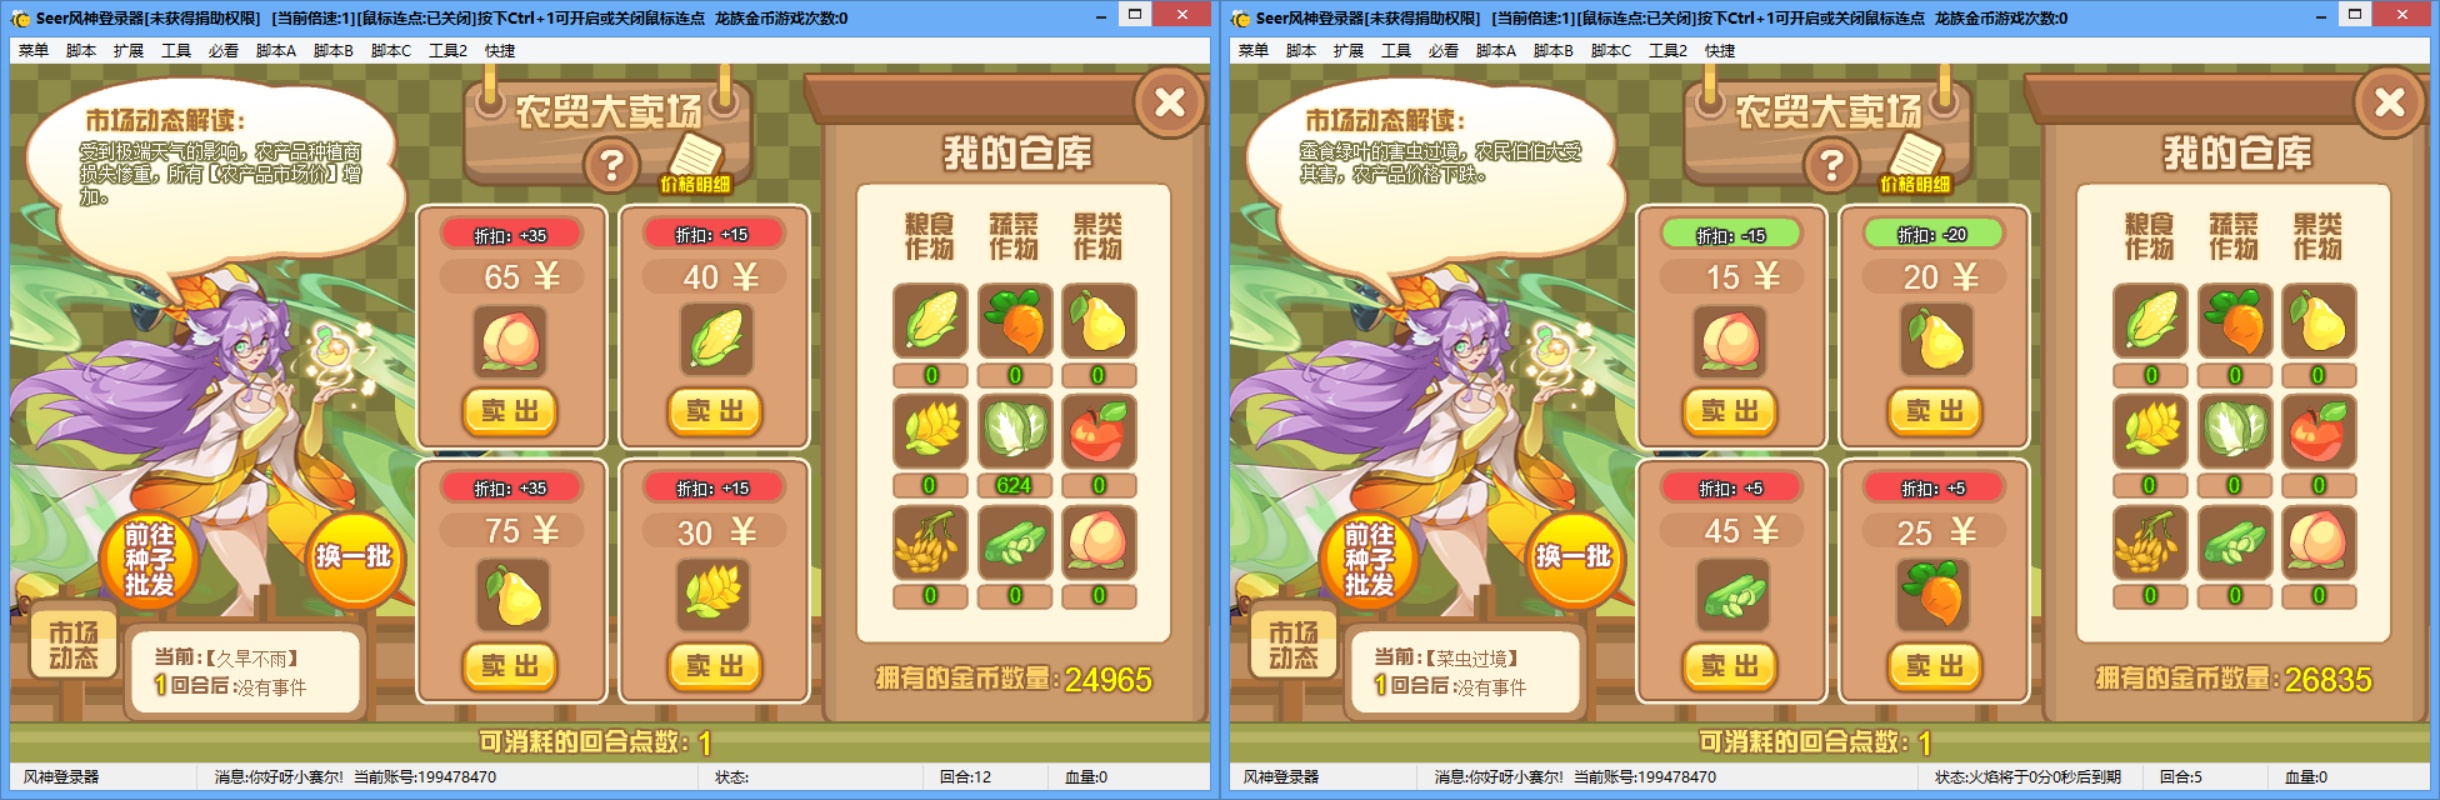 Seer风神登录器[未获得捐助权限] [当前倍速:1][鼠标连点:已关闭]按下Ctrl+1可开启或关闭鼠标连点 龙族金币游戏次数:0
菜单 脚本 扩展 工具 必看 脚本A 脚本B 脚本C 工具2 快捷
市场动态解读:
受到极端天气的影响，农产品种植商
损失惨重，所有【农产品市场价】增
加。
农贸大卖场
?
价格明细
折扣: +35
65 ¥
卖出
折扣: +15
40 ¥
卖出
折扣: +35
75 ¥
卖出
折扣: +15
30 ¥
卖出
我的仓库
粮食 蔬菜 果类
作物 作物 作物
0 0 0
0 624 0
0 0 0
拥有的金币数量:24965
前往
种子
批发
换一批
市场
动态
当前:【久旱不雨】
1回合后:没有事件
可消耗的回合点数: 1
风神登录器 消息:你好呀小赛尔! 当前账号:199478470 状态: 回合:12 血量:0
Seer风神登录器[未获得捐助权限] [当前倍速:1][鼠标连点:已关闭]按下Ctrl+1可开启或关闭鼠标连点 龙族金币游戏次数:0
菜单 脚本 扩展 工具 必看 脚本A 脚本B 脚本C 工具2 快捷
市场动态解读:
蚕食绿叶的害虫过境，农民伯伯大受
其害，农产品价格下跌。
农贸大卖场
?
价格明细
折扣: -15
15 ¥
卖出
折扣: -20
20 ¥
卖出
折扣: +5
45 ¥
卖出
折扣: +5
25 ¥
卖出
我的仓库
粮食 蔬菜 果类
作物 作物 作物
0 0 0
0 0 0
0 0 0
拥有的金币数量:26835
前往
种子
批发
换一批
市场
动态
当前:【菜虫过境】
1回合后:没有事件
可消耗的回合点数: 1
风神登录器 消息:你好呀小赛尔! 当前账号:199478470 状态:火焰将于0分0秒后到期 回合:5 血量:0